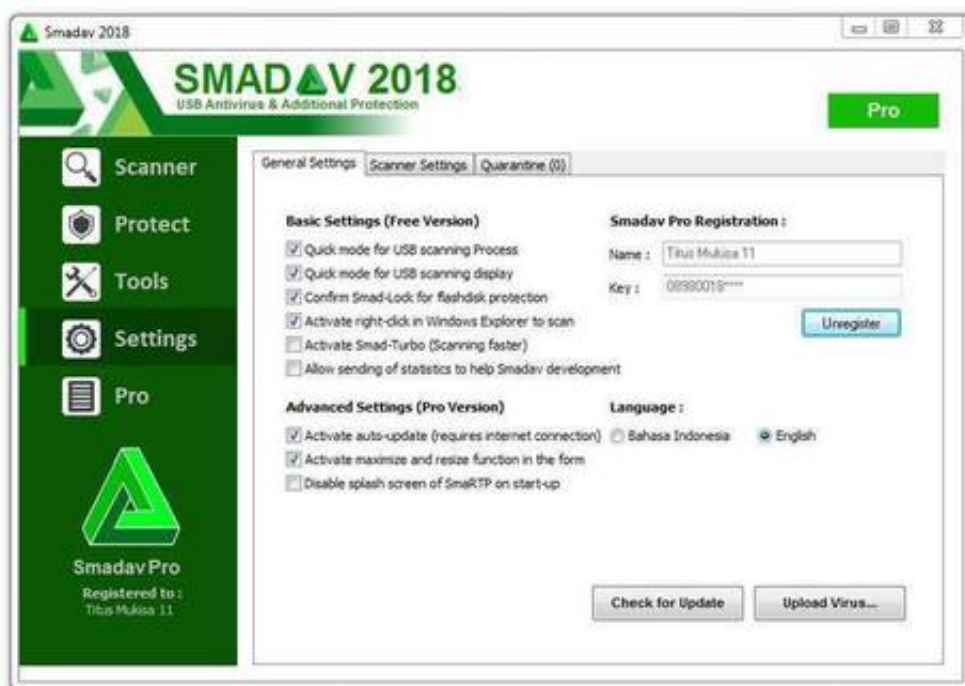 Smadav 2018
SMADAV 2018
USB Antivirus & Additional Protection
Pro
Scanner
Protect
Tools
Settings
Pro
Smadav Pro
Registered to :
Titus Mukisa 11
General Settings
Scanner Settings
Quarantine (0)
Basic Settings (Free Version)
Quick mode for USB scanning Process
Quick mode for USB scanning display
Confirm Smad-Lock for flashdisk protection
Activate right-click in Windows Explorer to scan
Activate Smad-Turbo (Scanning faster)
Allow sending of statistics to help Smadav development
Advanced Settings (Pro Version)
Activate auto-update (requires internet connection)
Activate maximize and resize function in the form
Disable splash screen of SmaRTP on start-up
Smadav Pro Registration :
Name : Titus Mukisa 11
Key : 08980018****
Unregister
Language :
Bahasa Indonesia
English
Check for Update
Upload Virus...